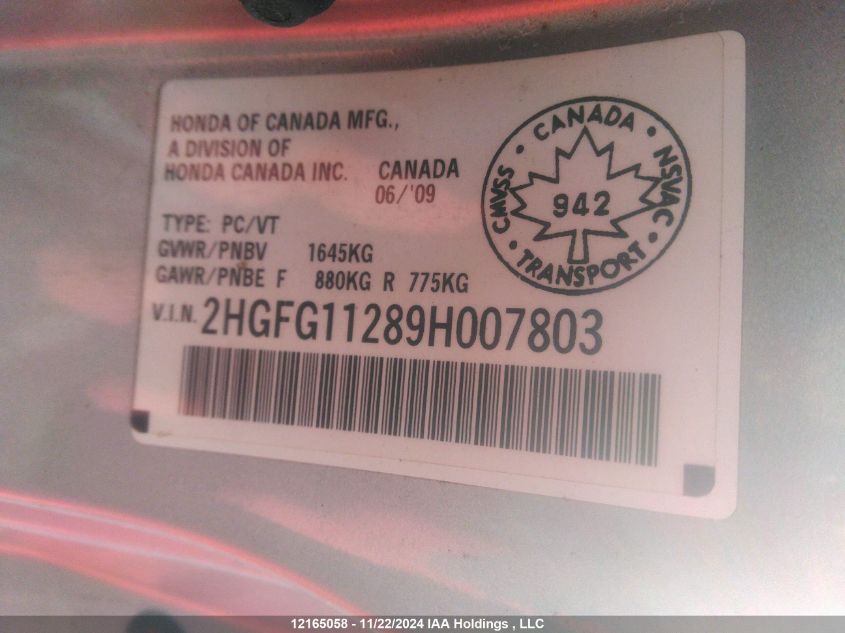 HONDA OF CANADA MFG.,
A DIVISION OF
HONDA CANADA INC. CANADA
06/'09
TYPE: PC/VT
GVWR/PNBV 1645KG
GAWR/PNBE F 880KG R 775KG
V.I.N. 2HGFG11289H007803
• CANADA •
CMVSS
942
NSVAC
• TRANSPORT •
12165058 - 11/22/2024 IAA Holdings , LLC